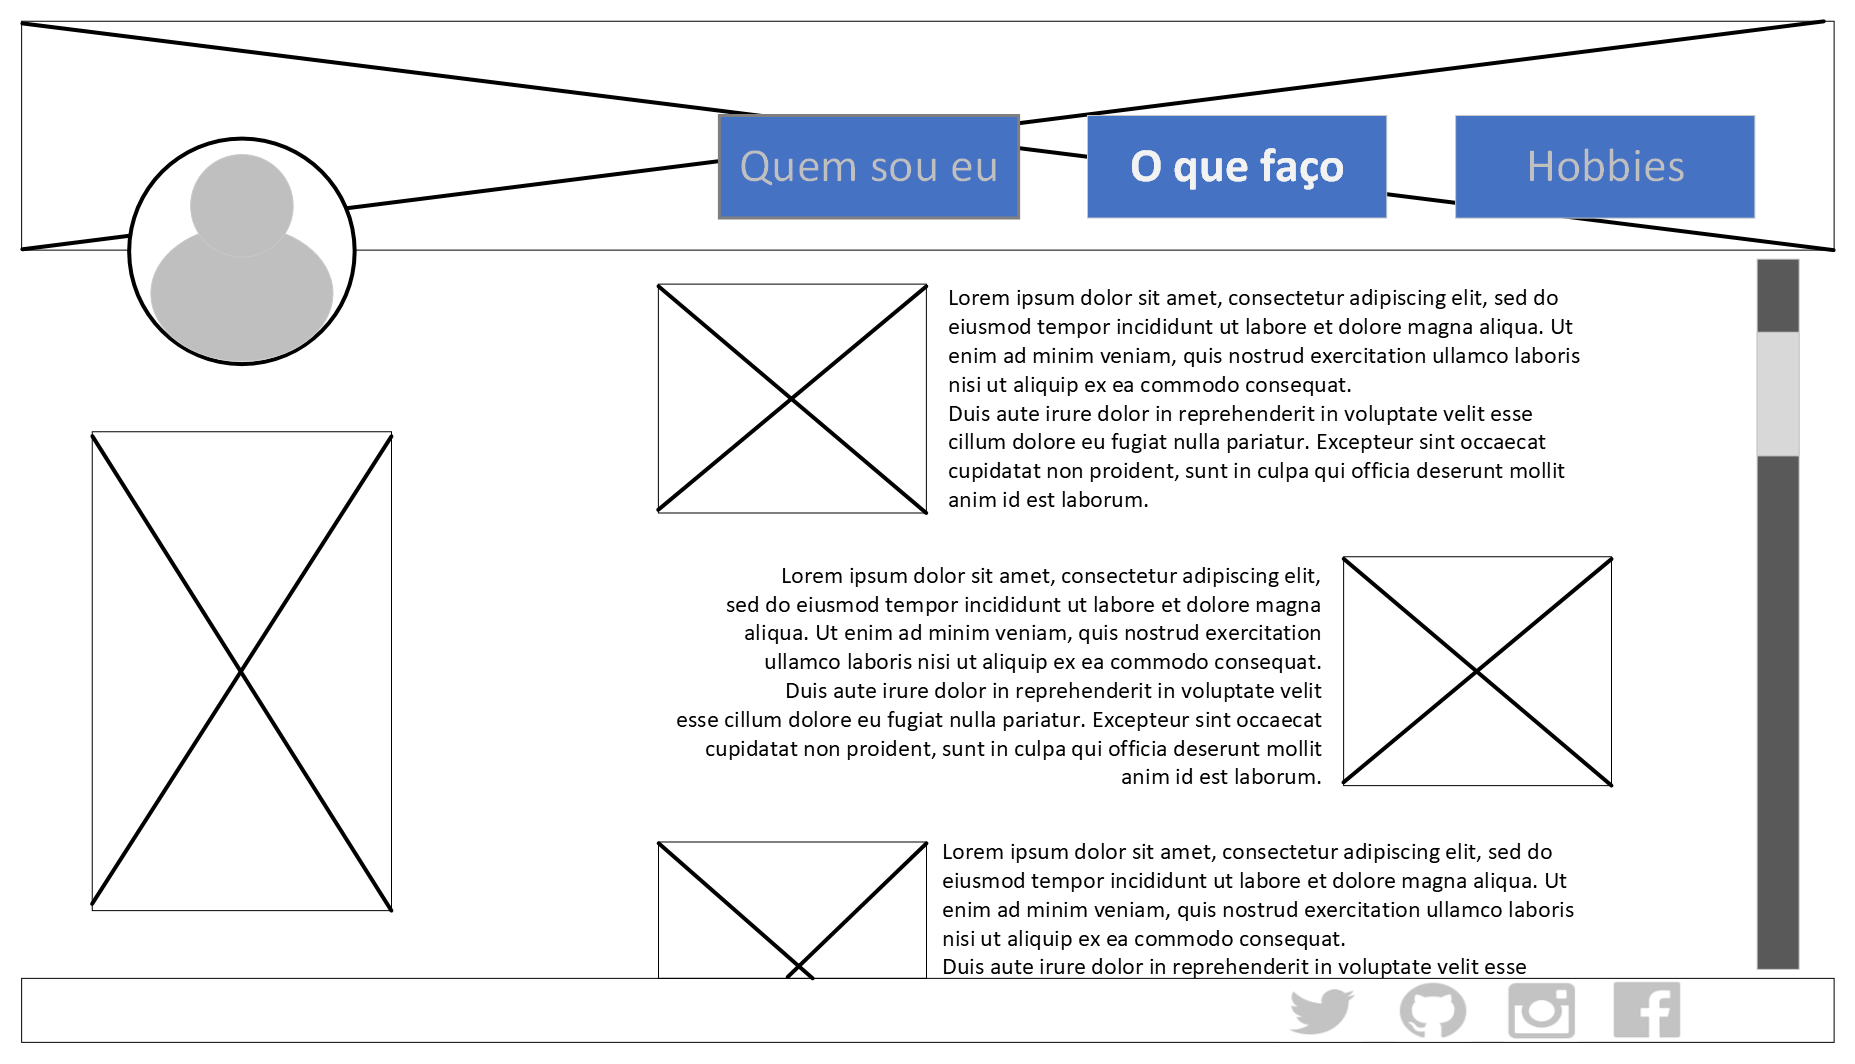 Quem sou eu
O que faço
Hobbies
Lorem ipsum dolor sit amet, consectetur adipiscing elit, sed do
eiusmod tempor incididunt ut labore et dolore magna aliqua. Ut
enim ad minim veniam, quis nostrud exercitation ullamco laboris
nisi ut aliquip ex ea commodo consequat.
Duis aute irure dolor in reprehenderit in voluptate velit esse
cillum dolore eu fugiat nulla pariatur. Excepteur sint occaecat
cupidatat non proident, sunt in culpa qui officia deserunt mollit
anim id est laborum.
Lorem ipsum dolor sit amet, consectetur adipiscing elit,
sed do eiusmod tempor incididunt ut labore et dolore magna
aliqua. Ut enim ad minim veniam, quis nostrud exercitation
ullamco laboris nisi ut aliquip ex ea commodo consequat.
Duis aute irure dolor in reprehenderit in voluptate velit
esse cillum dolore eu fugiat nulla pariatur. Excepteur sint occaecat
cupidatat non proident, sunt in culpa qui officia deserunt mollit
anim id est laborum.
Lorem ipsum dolor sit amet, consectetur adipiscing elit, sed do
eiusmod tempor incididunt ut labore et dolore magna aliqua. Ut
enim ad minim veniam, quis nostrud exercitation ullamco laboris
nisi ut aliquip ex ea commodo consequat.
Duis aute irure dolor in reprehenderit in voluptate velit esse